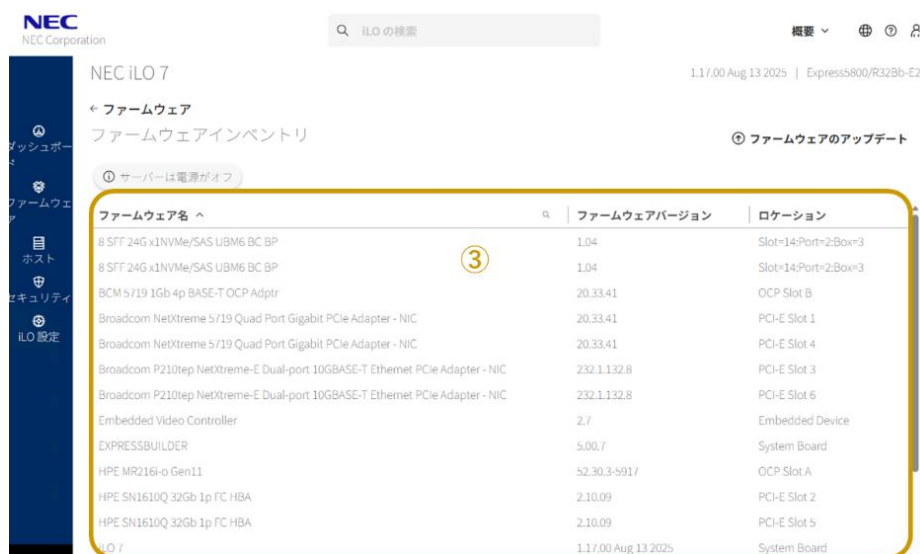 NEC
NEC Corporation
iLO の検索
概要
NEC iLO 7
1.17.00 Aug 13 2025 | Express5800/R32Bb-E2
← ファームウェア
ファームウェアインベントリ
ファームウェアのアップデート
サーバーは電源がオフ
ダッシュボー
ド
ファームウェ
ア
ホスト
セキュリティ
iLO 設定
ファームウェア名 ファームウェアバージョン ロケーション
③
8 SFF 24G x1NVMe/SAS UBM6 BC BP 1.04 Slot=14:Port=2:Box=3
8 SFF 24G x1NVMe/SAS UBM6 BC BP 1.04 Slot=14:Port=2:Box=3
BCM 5719 1Gb 4p BASE-T OCP Adptr 20.33.41 OCP Slot B
Broadcom NetXtreme 5719 Quad Port Gigabit PCIe Adapter - NIC 20.33.41 PCI-E Slot 1
Broadcom NetXtreme 5719 Quad Port Gigabit PCIe Adapter - NIC 20.33.41 PCI-E Slot 4
Broadcom P210tep NetXtreme-E Dual-port 10GBASE-T Ethernet PCIe Adapter - NIC 232.1.132.8 PCI-E Slot 3
Broadcom P210tep NetXtreme-E Dual-port 10GBASE-T Ethernet PCIe Adapter - NIC 232.1.132.8 PCI-E Slot 6
Embedded Video Controller 2.7 Embedded Device
EXPRESSBUILDER 5.00.7 System Board
HPE MR216i-o Gen11 52.30.3-5917 OCP Slot A
HPE SN1610Q 32Gb 1p FC HBA 2.10.09 PCI-E Slot 2
HPE SN1610Q 32Gb 1p FC HBA 2.10.09 PCI-E Slot 5
iLO 7 1.17.00 Aug 13 2025 System Board